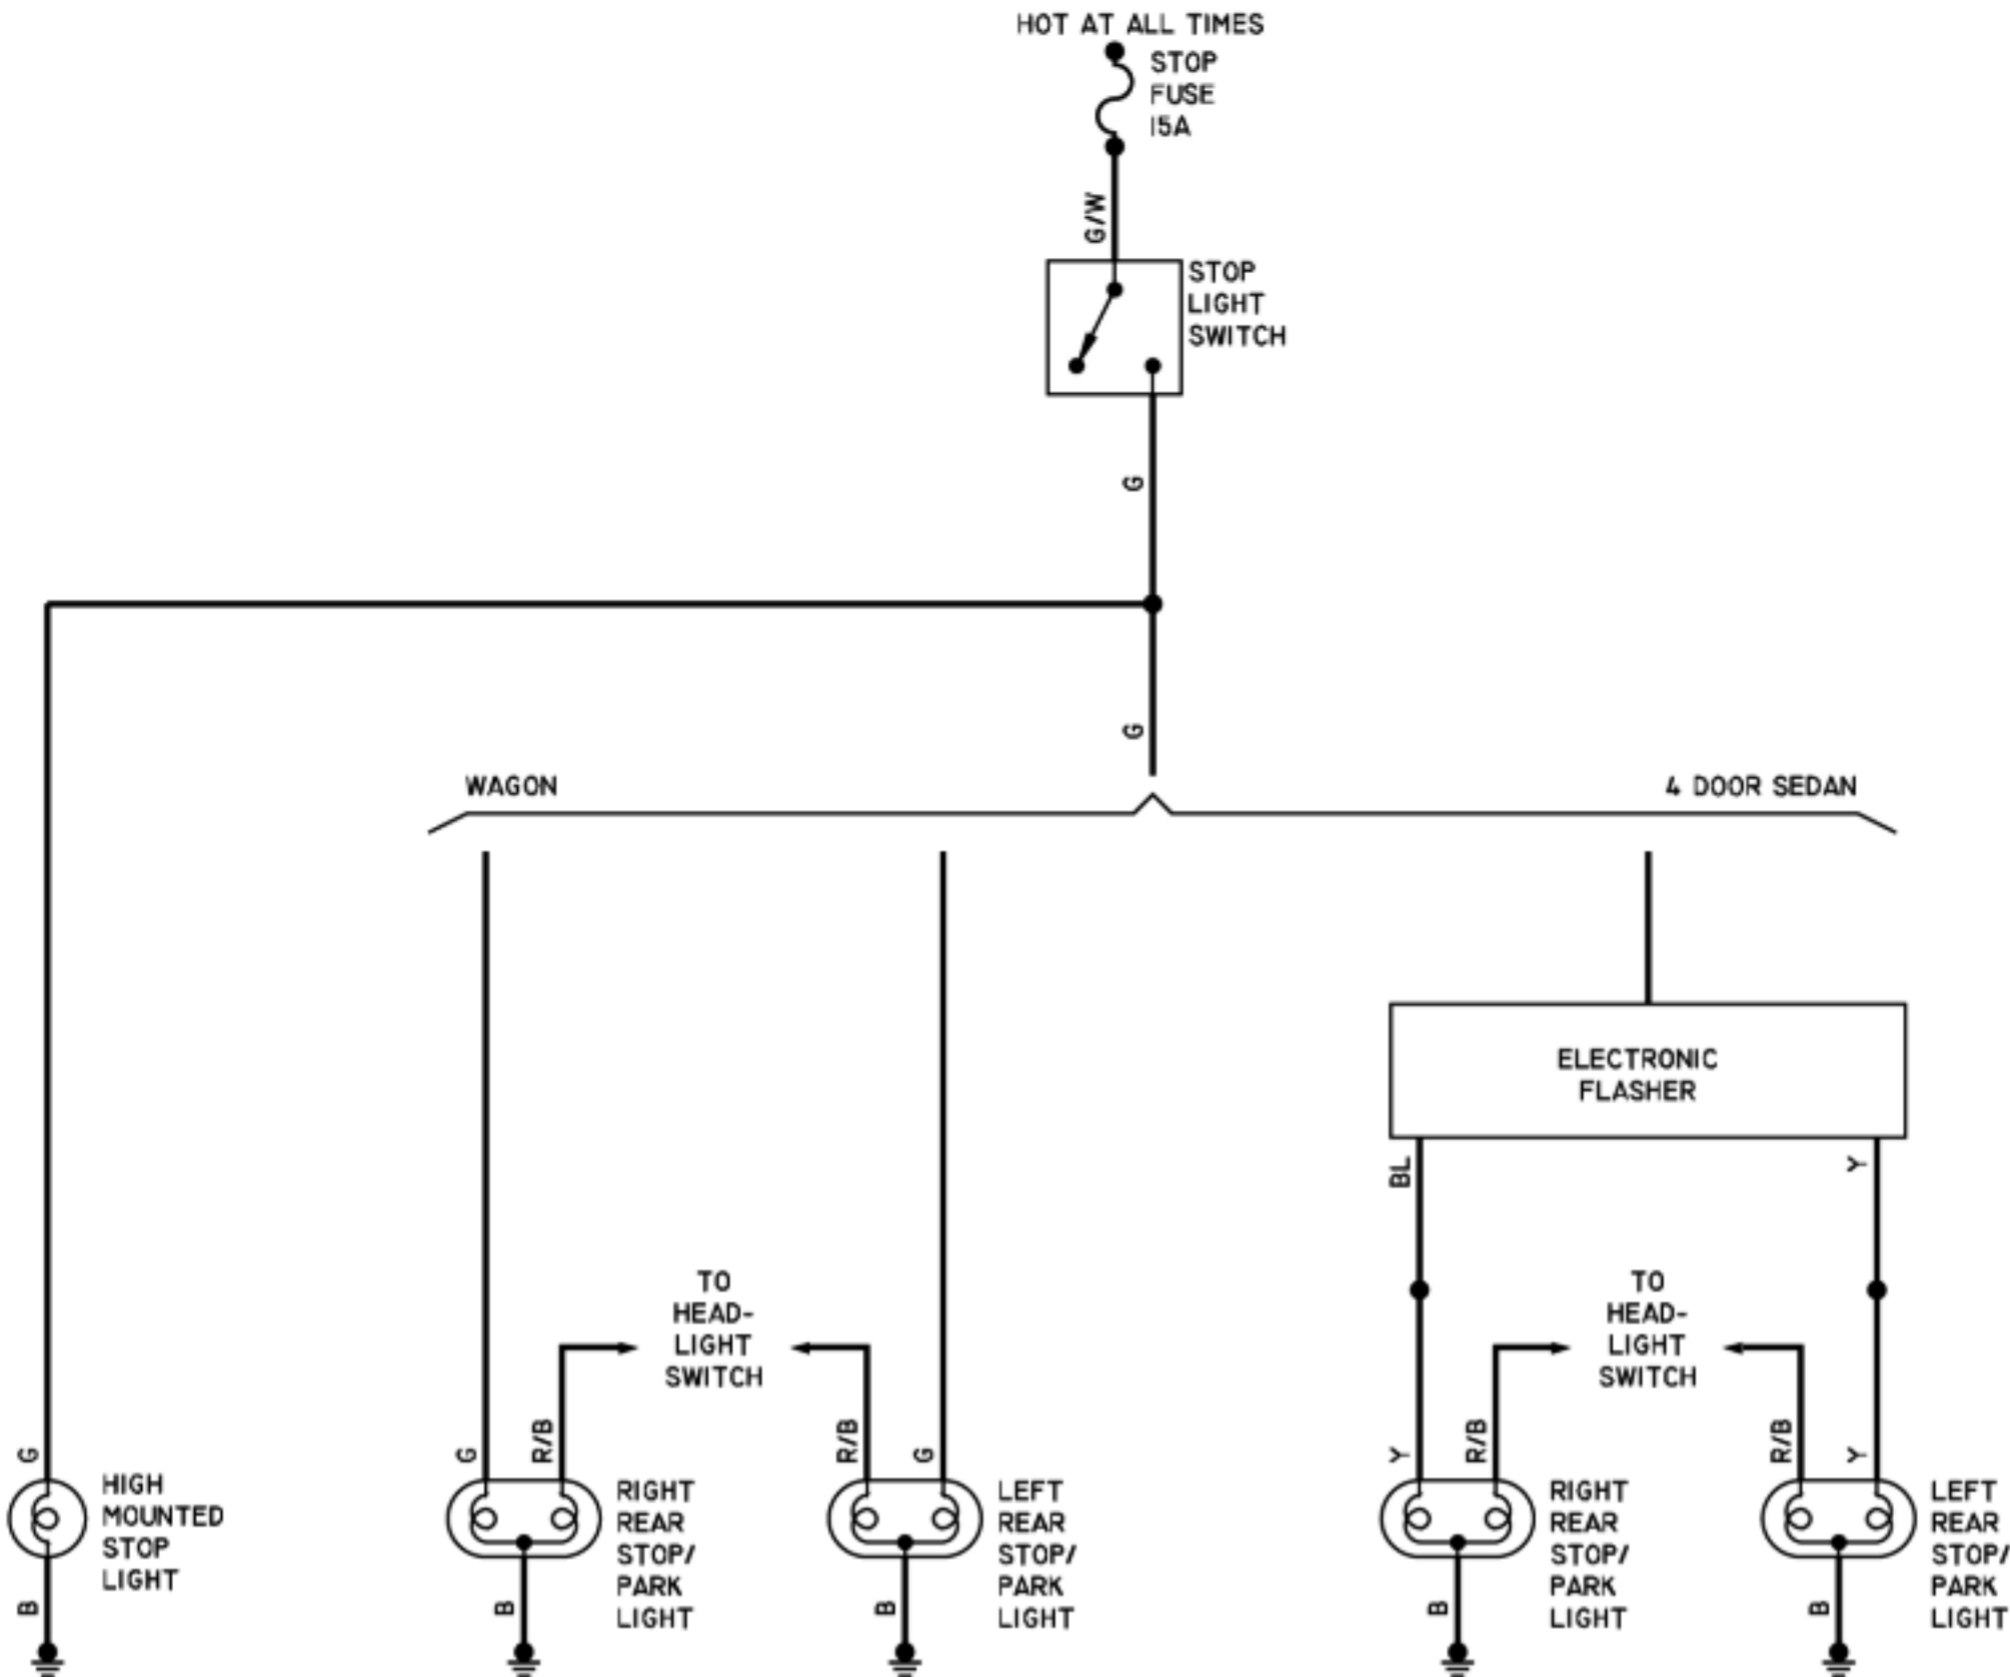 HOT AT ALL TIMES
STOP
FUSE
15A
G/W
STOP
LIGHT
SWITCH
G
G
WAGON
4 DOOR SEDAN
ELECTRONIC
FLASHER
BL
Y
TO
HEAD-
LIGHT
SWITCH
TO
HEAD-
LIGHT
SWITCH
G
HIGH
MOUNTED
STOP
LIGHT
B
G
R/B
RIGHT
REAR
STOP/
PARK
LIGHT
B
R/B
G
LEFT
REAR
STOP/
PARK
LIGHT
B
Y
R/B
RIGHT
REAR
STOP/
PARK
LIGHT
B
R/B
Y
LEFT
REAR
STOP/
PARK
LIGHT
B